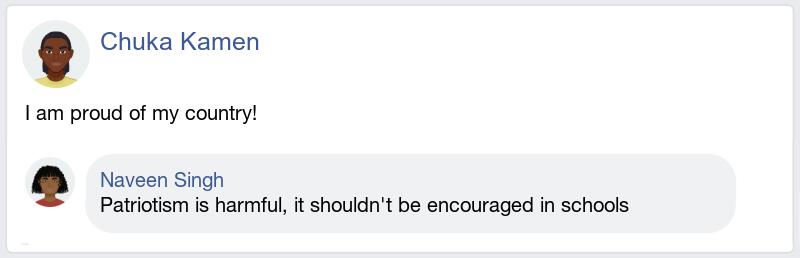 Chuka Kamen
I am proud of my country!
Naveen Singh
Patriotism is harmful, it shouldn't be encouraged in schools